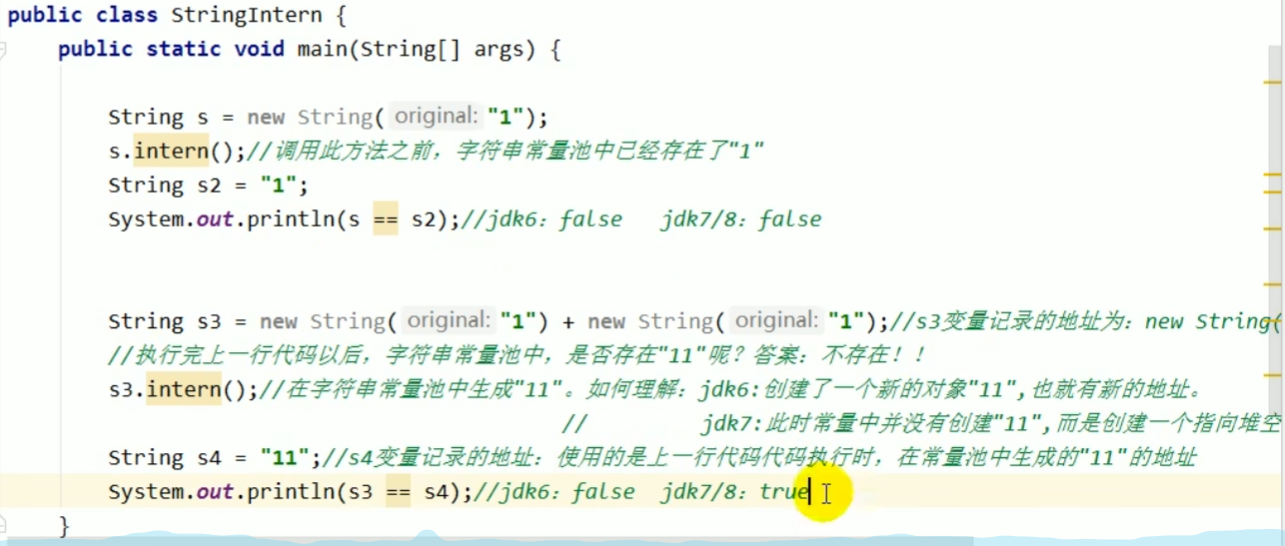 public class StringIntern {
public static void main(String[] args) {
String s = new String( original: "1");
s.intern();//调用此方法之前，字符串常量池中已经存在了"1"
String s2 = "1";
System.out.println(s == s2);//jdk6：false   jdk7/8：false
String s3 = new String( original: "1") + new String( original: "1");//s3变量记录的地址为：new String(
//执行完上一行代码以后，字符串常量池中，是否存在"11"呢？答案：不存在！！
s3.intern();//在字符串常量池中生成"11"。如何理解：jdk6:创建了一个新的对象"11",也就有新的地址。
//         jdk7:此时常量中并没有创建"11",而是创建一个指向堆空
String s4 = "11";//s4变量记录的地址：使用的是上一行代码代码执行时，在常量池中生成的"11"的地址
System.out.println(s3 == s4);//jdk6：false  jdk7/8：true
}